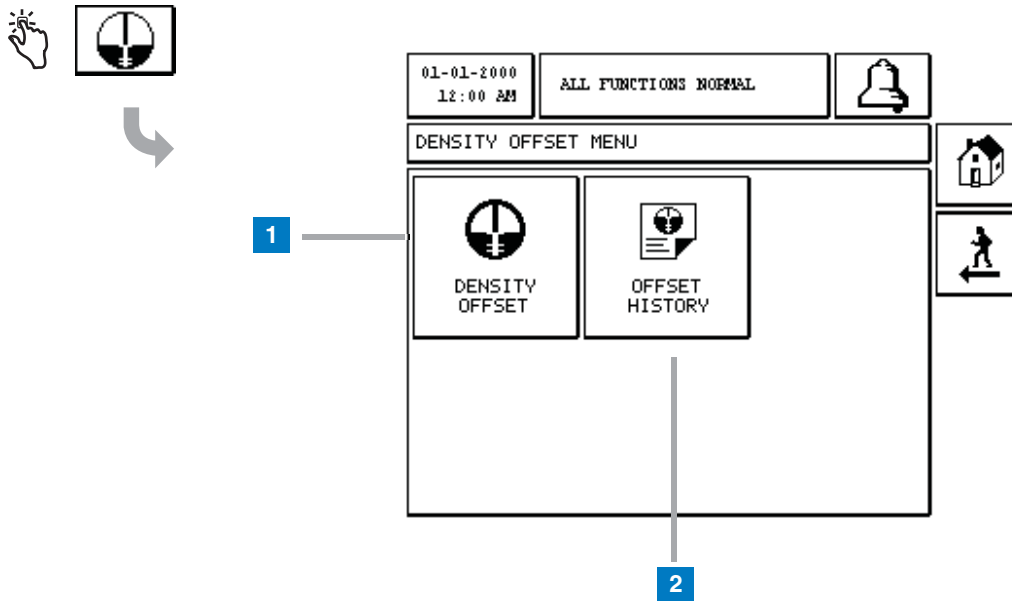 01-01-2000
12:00 AM
ALL FUNCTIONS NORMAL
DENSITY OFFSET MENU
1
DENSITY
OFFSET
OFFSET
HISTORY
2